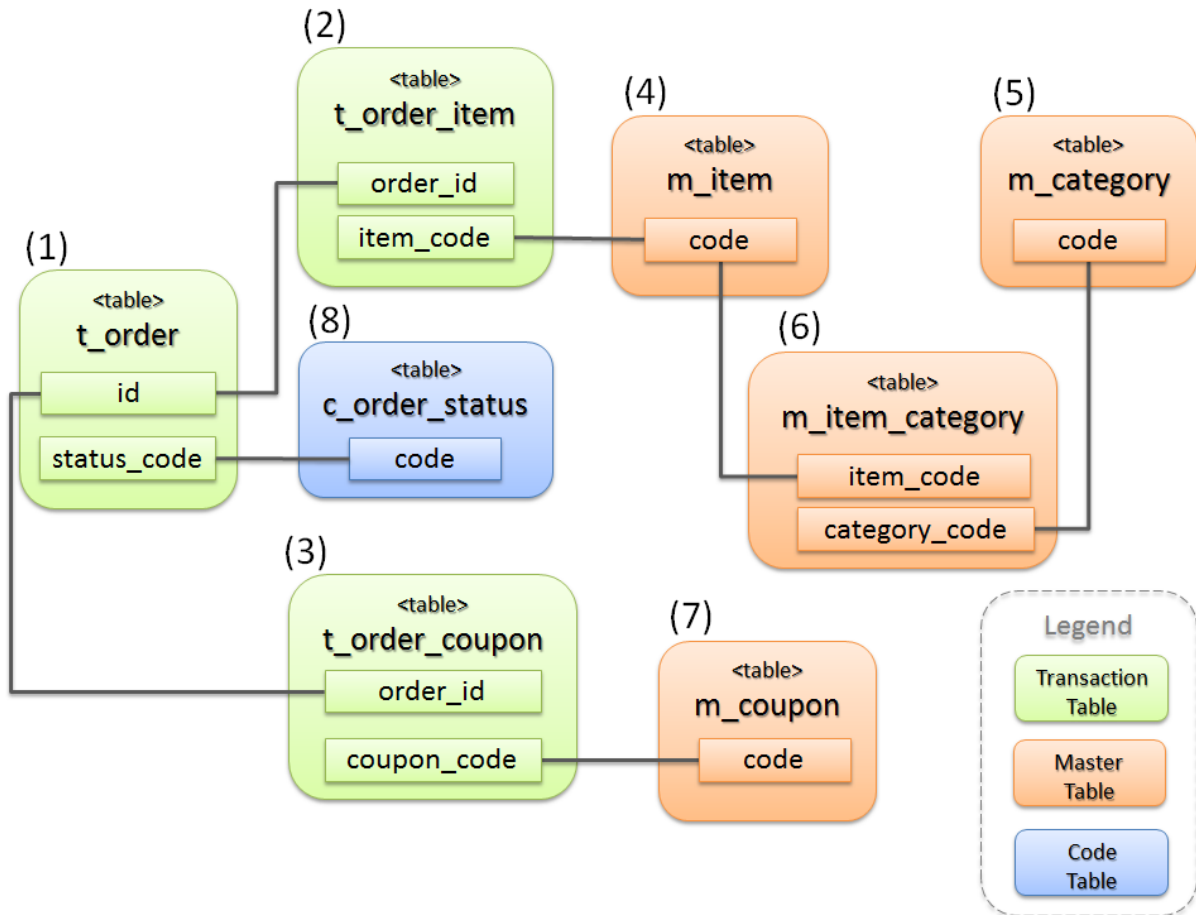 (1)
<table>
t_order
id
status_code
(2)
<table>
t_order_item
order_id
item_code
(8)
<table>
c_order_status
code
(3)
<table>
t_order_coupon
order_id
coupon_code
(4)
<table>
m_item
code
(5)
<table>
m_category
code
(6)
<table>
m_item_category
item_code
category_code
(7)
<table>
m_coupon
code
Legend
Transaction
Table
Master
Table
Code
Table